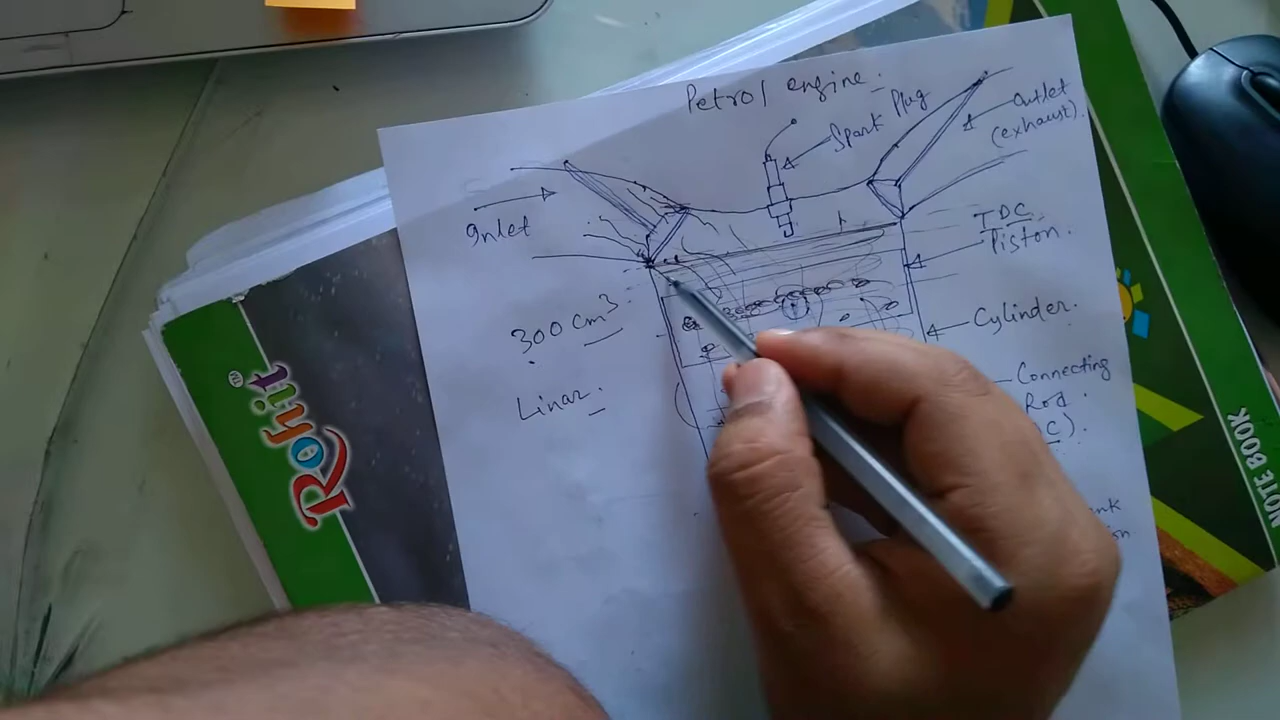 Petrol engine.
Spark Plug
Outlet
(exhaust).
Inlet
TDC
Piston.
300 cm³
Cylinder.
Linar.
Connecting
Rod.
C).
Rohit®
NOTE BOOK